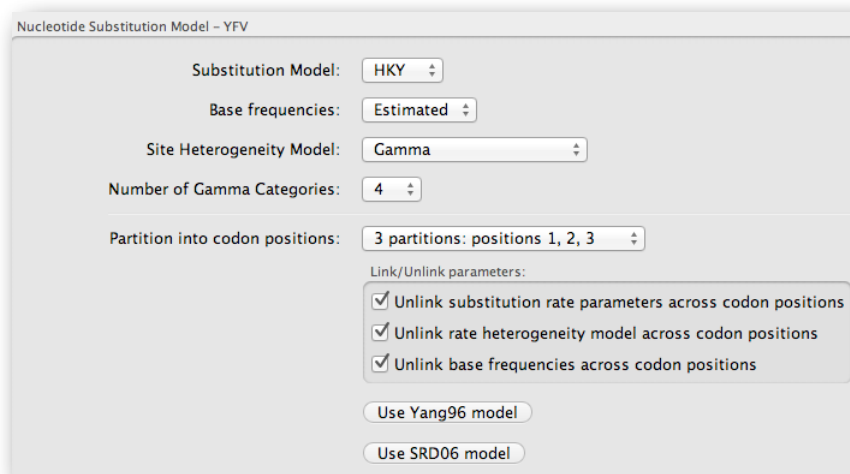 Nucleotide Substitution Model – YFV
Substitution Model: HKY
Base frequencies: Estimated
Site Heterogeneity Model: Gamma
Number of Gamma Categories: 4
Partition into codon positions: 3 partitions: positions 1, 2, 3
Link/Unlink parameters:
Unlink substitution rate parameters across codon positions
Unlink rate heterogeneity model across codon positions
Unlink base frequencies across codon positions
Use Yang96 model
Use SRD06 model